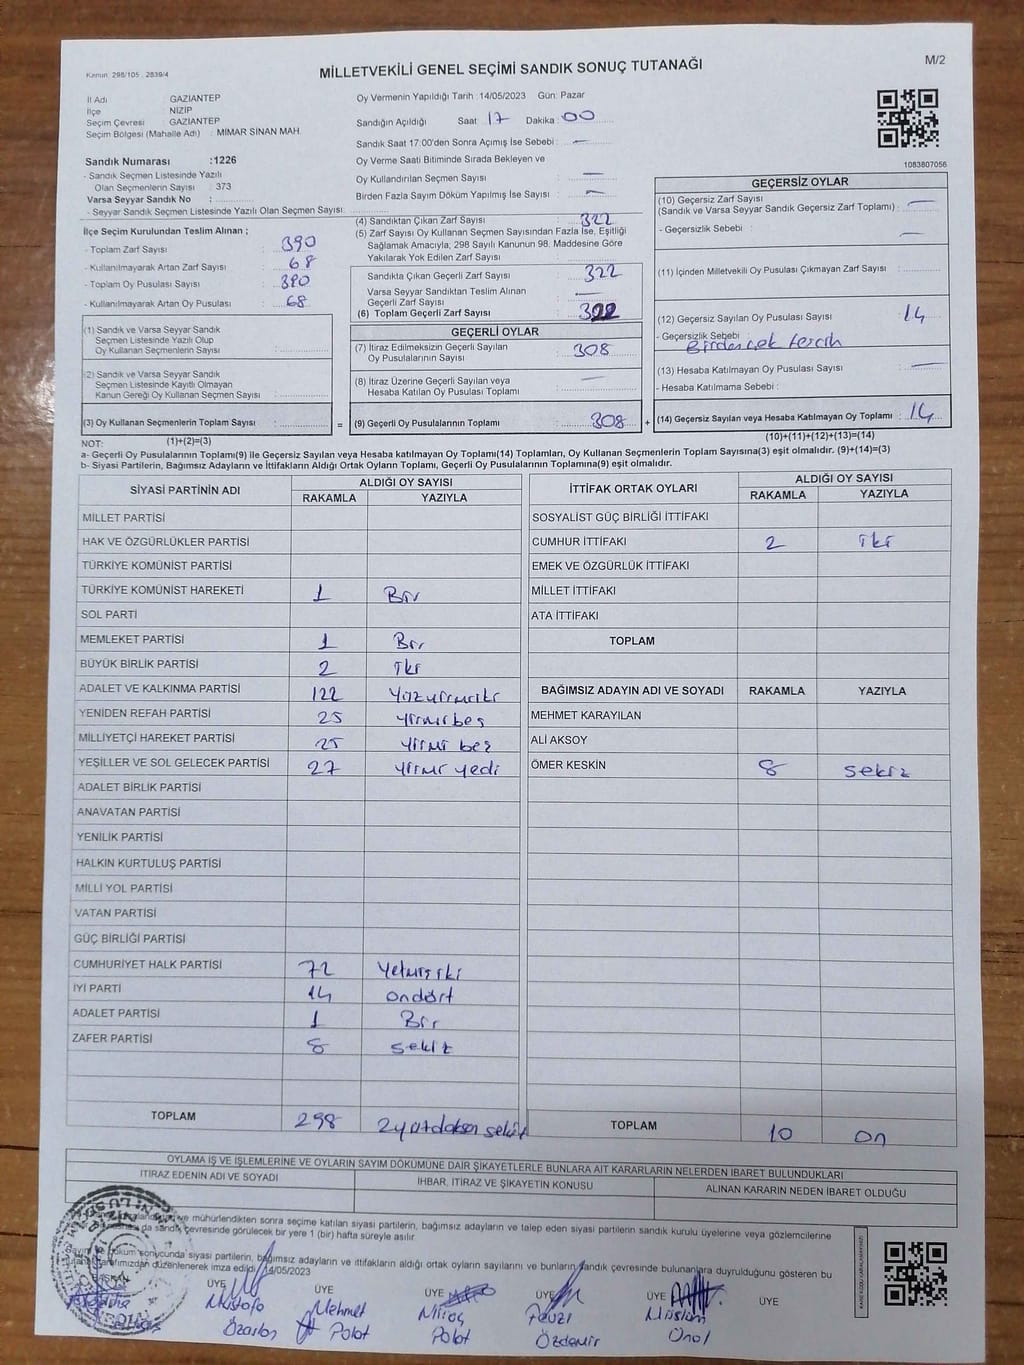 Kanun: 298/105 , 2839/4
MİLLETVEKİLİ GENEL SEÇİMİ SANDIK SONUÇ TUTANAĞI
M/2
İl Adı : GAZIANTEP
İlçe : NIZIP
Seçim Çevresi : GAZIANTEP
Seçim Bölgesi (Mahalle Adı) : MIMAR SINAN MAH.
Sandık Numarası :1226
- Sandık Seçmen Listesinde Yazılı
Olan Seçmenlerin Sayısı : 373
Varsa Seyyar Sandık No :
- Seyyar Sandık Seçmen Listesinde Yazılı Olan Seçmen Sayısı:
Oy Vermenin Yapıldığı Tarih :14/05/2023 Gün: Pazar
Sandığın Açıldığı Saat 17 Dakika : 00
Sandık Saat 17:00'den Sonra Açımış İse Sebebi : —
Oy Verme Saati Bitiminde Sırada Bekleyen ve
Oy Kullandırılan Seçmen Sayısı : —
Birden Fazla Sayım Döküm Yapılmış İse Sayısı : —
1083807056
İlçe Seçim Kurulundan Teslim Alınan ;
- Toplam Zarf Sayısı : 390
- Kullanılmayarak Artan Zarf Sayısı : 68
- Toplam Oy Pusulası Sayısı : 390
- Kullanılmayarak Artan Oy Pusulası : 68
(4) Sandıktan Çıkan Zarf Sayısı : 322
(5) Zarf Sayısı Oy Kullanan Seçmen Sayısından Fazla İse, Eşitliği
Sağlamak Amacıyla, 298 Sayılı Kanunun 98. Maddesine Göre
Yakılarak Yok Edilen Zarf Sayısı :
Sandıkta Çıkan Geçerli Zarf Sayısı : 322
Varsa Seyyar Sandıktan Teslim Alınan
Geçerli Zarf Sayısı : —
(6) Toplam Geçerli Zarf Sayısı : 322
GEÇERSİZ OYLAR
(10) Geçersiz Zarf Sayısı
(Sandık ve Varsa Seyyar Sandık Geçersiz Zarf Toplamı) : —
- Geçersizlik Sebebi : —
(11) İçinden Milletvekili Oy Pusulası Çıkmayan Zarf Sayısı :
(12) Geçersiz Sayılan Oy Pusulası Sayısı : 14
- Geçersizlik Sebebi : Birden çok tercih
(13) Hesaba Katılmayan Oy Pusulası Sayısı : —
- Hesaba Katılmama Sebebi :
(14) Geçersiz Sayılan veya Hesaba Katılmayan Oy Toplamı : 14
(10)+(11)+(12)+(13)=(14)
(1) Sandık ve Varsa Seyyar Sandık
Seçmen Listesinde Yazılı Olup
Oy Kullanan Seçmenlerin Sayısı :
(2) Sandık ve Varsa Seyyar Sandık
Seçmen Listesinde Kayıtlı Olmayan
Kanun Gereği Oy Kullanan Seçmen Sayısı :
(3) Oy Kullanan Seçmenlerin Toplam Sayısı :
(1)+(2)=(3)
GEÇERLİ OYLAR
(7) İtiraz Edilmeksizin Geçerli Sayılan
Oy Pusulalarının Sayısı : 308
(8) İtiraz Üzerine Geçerli Sayılan veya
Hesaba Katılan Oy Pusulası Toplamı : —
= (9) Geçerli Oy Pusulalarının Toplamı : 308 +
NOT:
a- Geçerli Oy Pusulalarının Toplamı(9) ile Geçersiz Sayılan veya Hesaba katılmayan Oy Toplamı(14) Toplamları, Oy Kullanan Seçmenlerin Toplam Sayısına(3) eşit olmalıdır. (9)+(14)=(3)
b- Siyasi Partilerin, Bağımsız Adayların ve İttifakların Aldığı Ortak Oyların Toplamı, Geçerli Oy Pusulalarının Toplamına(9) eşit olmalıdır.
SİYASİ PARTİNİN ADI ALDIĞI OY SAYISI
RAKAMLA YAZIYLA
MİLLET PARTİSİ
HAK VE ÖZGÜRLÜKLER PARTİSİ
TÜRKİYE KOMÜNİST PARTİSİ
TÜRKİYE KOMÜNİST HAREKETİ 1 Bir
SOL PARTİ
MEMLEKET PARTİSİ 1 Bir
BÜYÜK BİRLİK PARTİSİ 2 iki
ADALET VE KALKINMA PARTİSİ 122 Yüzyirmiiki
YENİDEN REFAH PARTİSİ 25 yirmi beş
MİLLİYETÇİ HAREKET PARTİSİ 25 yirmi beş
YEŞİLLER VE SOL GELECEK PARTİSİ 27 yirmi yedi
ADALET BİRLİK PARTİSİ
ANAVATAN PARTİSİ
YENİLİK PARTİSİ
HALKIN KURTULUŞ PARTİSİ
MİLLİ YOL PARTİSİ
VATAN PARTİSİ
GÜÇ BİRLİĞİ PARTİSİ
CUMHURİYET HALK PARTİSİ 72 Yetmişiki
İYİ PARTİ 14 ondört
ADALET PARTİSİ 1 Bir
ZAFER PARTİSİ 8 sekiz
TOPLAM 298
İTTİFAK ORTAK OYLARI ALDIĞI OY SAYISI
RAKAMLA YAZIYLA
SOSYALİST GÜÇ BİRLİĞİ İTTİFAKI
CUMHUR İTTİFAKI 2 iki
EMEK VE ÖZGÜRLÜK İTTİFAKI
MİLLET İTTİFAKI
ATA İTTİFAKI
TOPLAM
BAĞIMSIZ ADAYIN ADI VE SOYADI RAKAMLA YAZIYLA
MEHMET KARAYILAN
ALİ AKSOY
ÖMER KESKİN 8 sekiz
TOPLAM 10 on
OYLAMA İŞ VE İŞLEMLERİNE VE OYLARIN SAYIM DÖKÜMÜNE DAİR ŞİKAYETLERLE BUNLARA AİT KARARLARIN NELERDEN İBARET BULUNDUKLARI
İTİRAZ EDENİN ADI VE SOYADI İHBAR, İTİRAZ VE ŞİKAYETİN KONUSU ALINAN KARARIN NEDEN İBARET OLDUĞU
ve mühürlendikten sonra seçime katılan siyasi partilerin, bağımsız adayların ve talep eden siyasi partilerin sandık kurulu üyelerine veya gözlemcilerine
da sandık çevresinde görülecek bir yere 1 (bir) hafta süreyle asılır.
döküm sonucunda siyasi partilerin, bağımsız adayların ve ittifakların aldığı ortak oyların sayılarını ve bunların sandık çevresinde bulunanlara duyrulduğunu gösteren bu
tarafımızdan düzenlenerek imza edildi. 14/05/2023
BAŞKAN ÜYE ÜYE ÜYE ÜYE ÜYE ÜYE
Mustafa Mehmet Miraç Fevzi Müslüm
Özaslan Polat Polat Özdemir Ünal